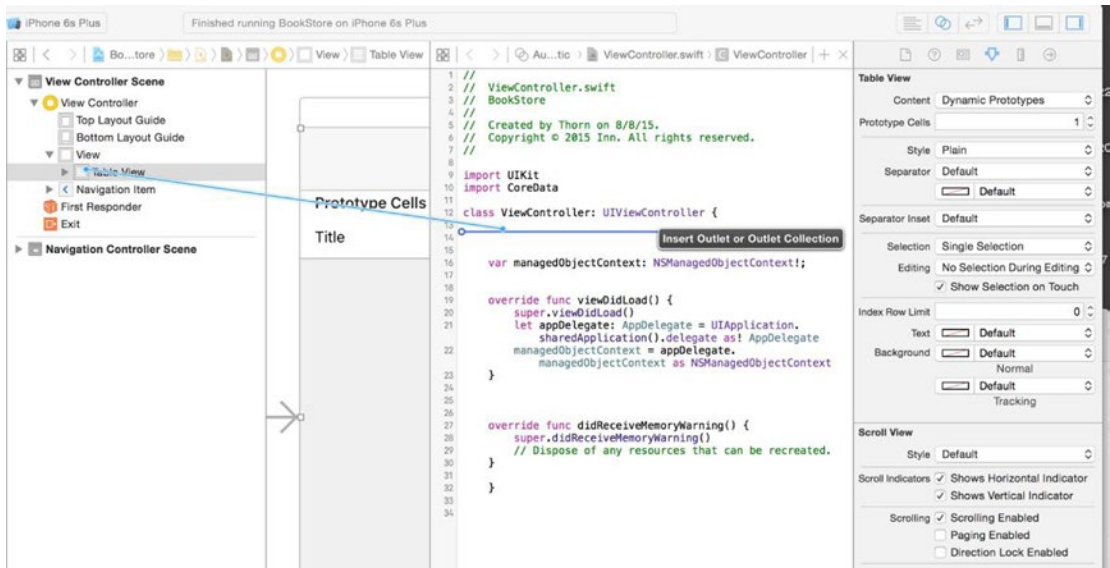 iPhone 6s Plus
Finished running BookStore on iPhone 6s Plus
Bo...tore
View
Table View
Au...tic
ViewController.swift
ViewController
View Controller Scene
View Controller
Top Layout Guide
Bottom Layout Guide
View
Table View
Navigation Item
First Responder
Exit
Navigation Controller Scene
Prototype Cells
Title
1 //
2 // ViewController.swift
3 // BookStore
4 //
5 // Created by Thorn on 8/8/15.
6 // Copyright © 2015 Inn. All rights reserved.
7 //
8
9 import UIKit
10 import CoreData
11
12 class ViewController: UIViewController {
13
14
Insert Outlet or Outlet Collection
15
16 var managedObjectContext: NSManagedObjectContext!;
17
18
19 override func viewDidLoad() {
20 super.viewDidLoad()
21 let appDelegate: AppDelegate = UIApplication.
sharedApplication().delegate as! AppDelegate
22 managedObjectContext = appDelegate.
managedObjectContext as NSManagedObjectContext
23 }
24
25
26
27 override func didReceiveMemoryWarning() {
28 super.didReceiveMemoryWarning()
29 // Dispose of any resources that can be recreated.
30 }
31
32 }
33
34
Table View
Content Dynamic Prototypes
Prototype Cells 1
Style Plain
Separator Default
Default
Separator Inset Default
Selection Single Selection
Editing No Selection During Editing
Show Selection on Touch
Index Row Limit 0
Text Default
Background Default
Normal
Default
Tracking
Scroll View
Style Default
Scroll Indicators Shows Horizontal Indicator
Shows Vertical Indicator
Scrolling Scrolling Enabled
Paging Enabled
Direction Lock Enabled